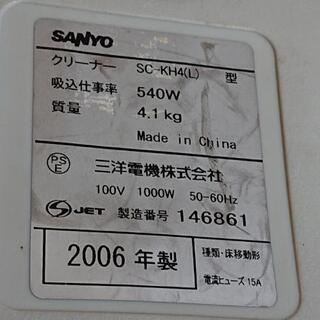 SANYO
クリーナー SC-KH4(L) 型
吸込仕事率 540W
質量 4.1kg
Made in China
PS
E
三洋電機株式会社
100V 1000W 50-60Hz
S JET 製造番号 146861
2006 年製
種類・床移動形
電流ヒューズ 15A